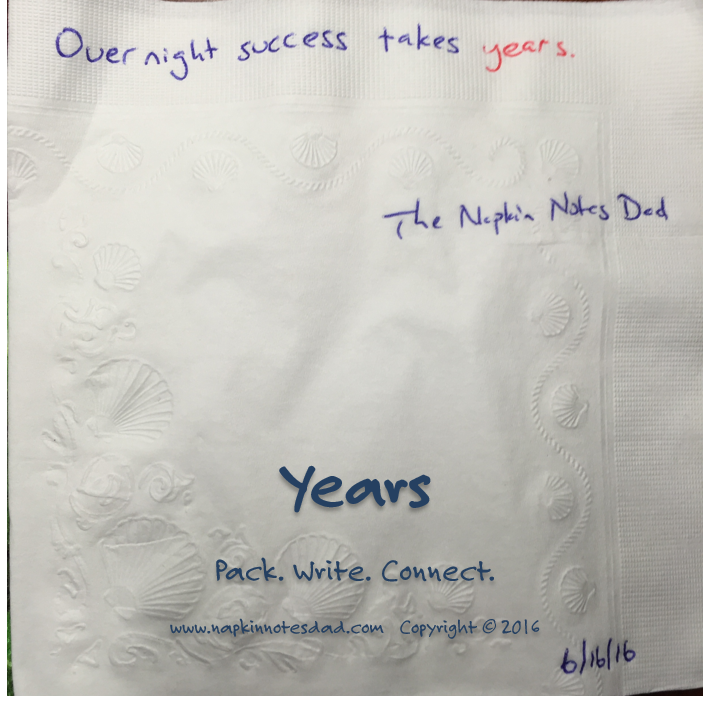 Overnight success takes years.
The Napkin Notes Dad
Years
Pack. Write. Connect.
www.napkinnotesdad.com Copyright © 2016
6/16/16